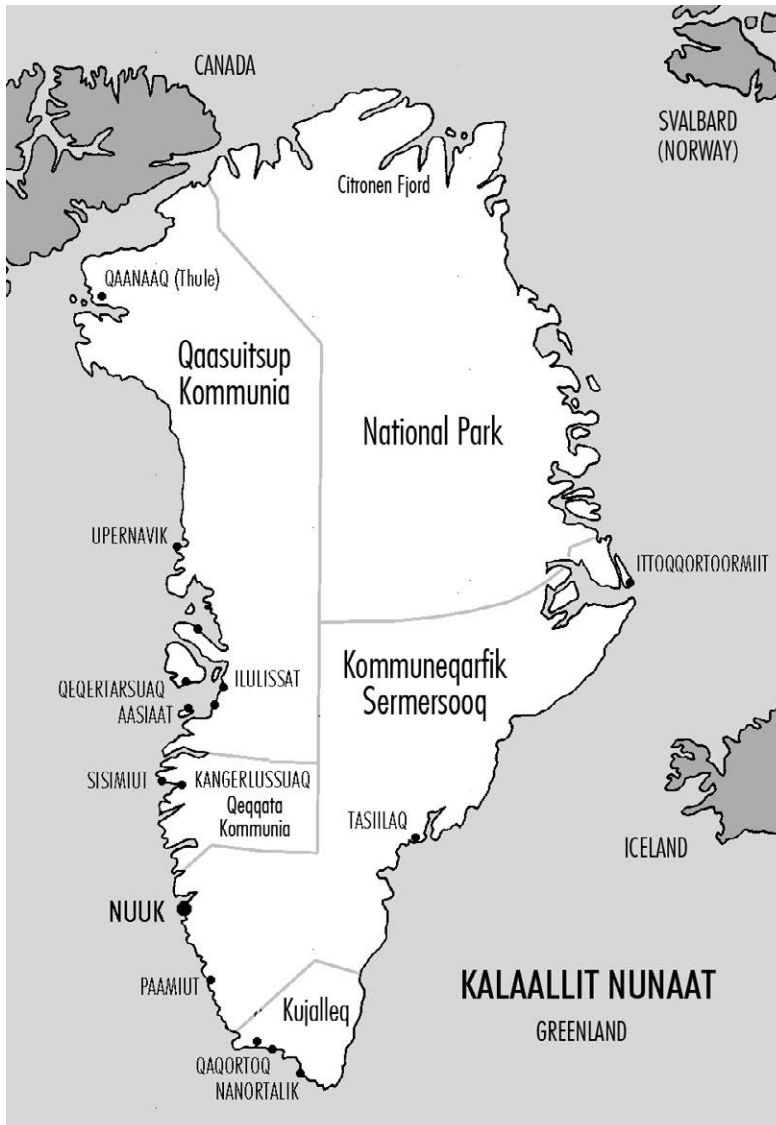 CANADA
SVALBARD
(NORWAY)
Citronen Fjord
QAANAAQ (Thule)
Qaasuitsup
Kommunia
National Park
UPERNAVIK
ITTOQQORTOORMIIT
Kommuneqarfik
Sermersooq
ILULISSAT
QEQERTARSUAQ
AASIAAT
SISIMIUT
KANGERLUSSUAQ
Qeqqata
Kommunia
TASIILAQ
ICELAND
NUUK
PAAMIUT
KALAALLIT NUNAAT
GREENLAND
Kujalleq
QAQORTOQ
NANORTALIK